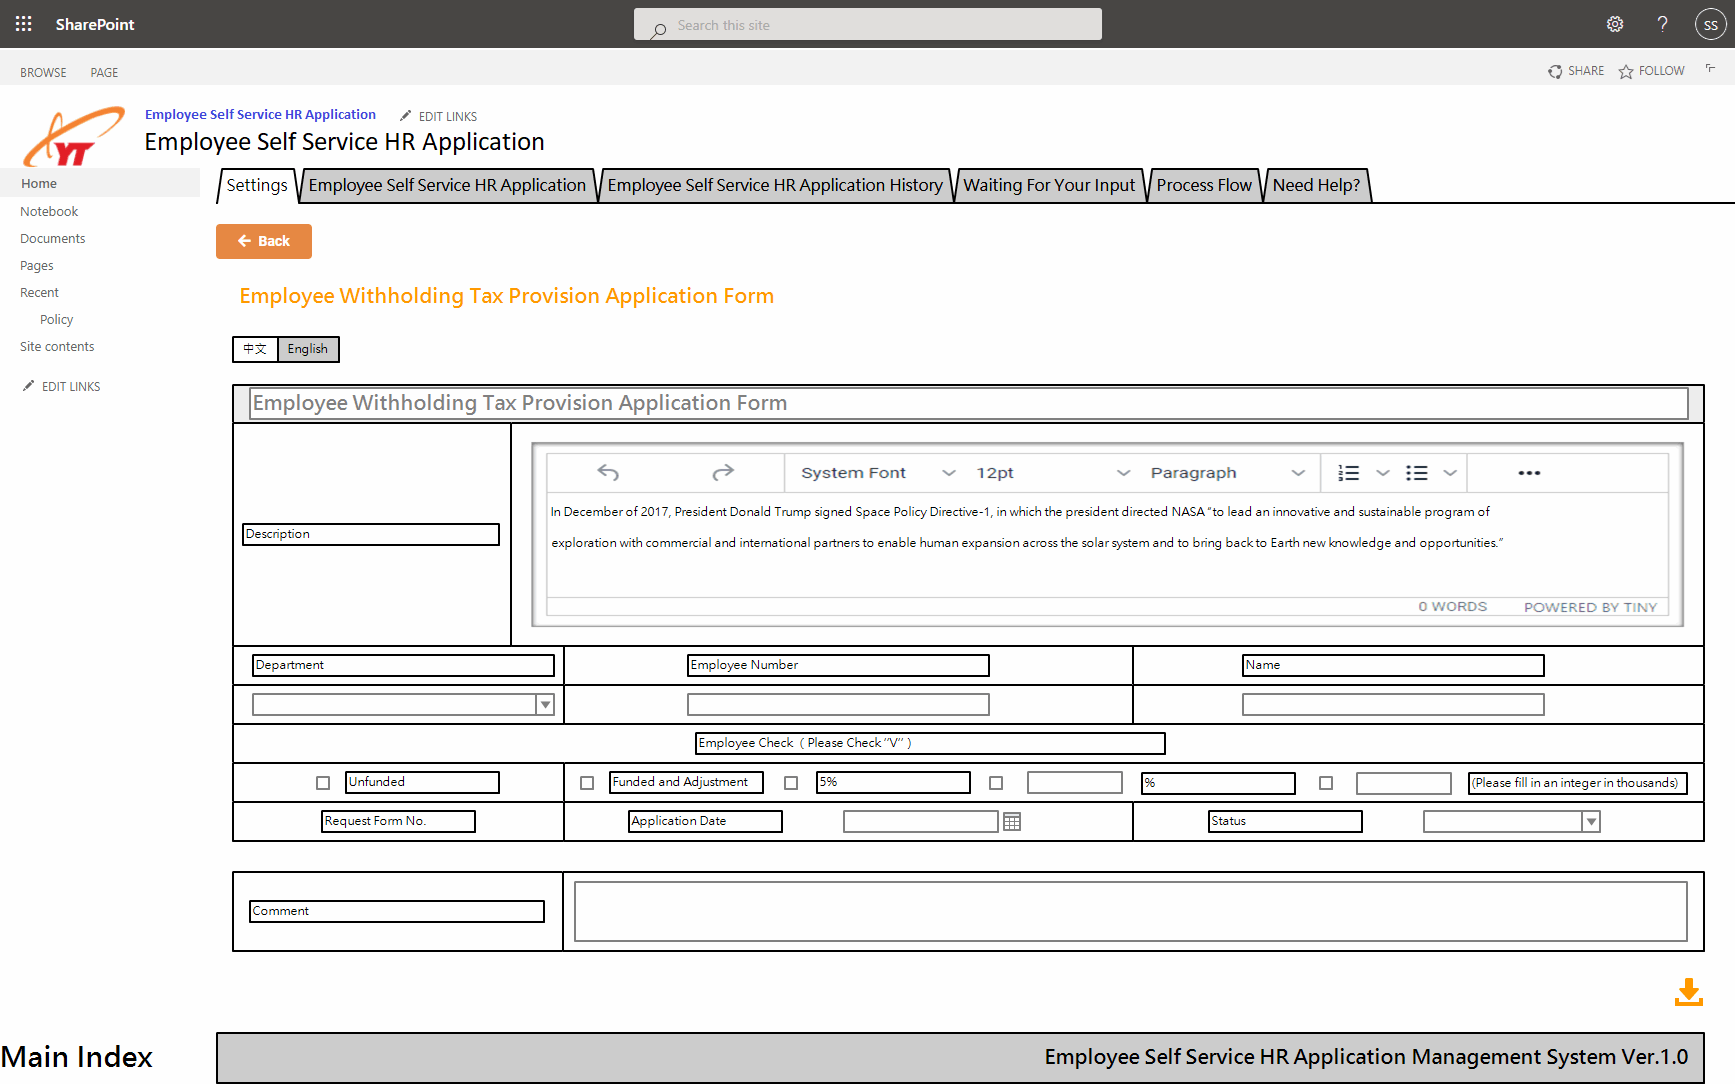 SharePoint
Search this site
?
SS
BROWSE
PAGE
SHARE
FOLLOW
YT
Employee Self Service HR Application
EDIT LINKS
Employee Self Service HR Application
Home
Notebook
Documents
Pages
Recent
Policy
Site contents
EDIT LINKS
Settings
Employee Self Service HR Application
Employee Self Service HR Application History
Waiting For Your Input
Process Flow
Need Help?
Back
Employee Withholding Tax Provision Application Form
中文
English
Employee Withholding Tax Provision Application Form
Description
System Font
12pt
Paragraph
In December of 2017, President Donald Trump signed Space Policy Directive-1, in which the president directed NASA “to lead an innovative and sustainable program of
exploration with commercial and international partners to enable human expansion across the solar system and to bring back to Earth new knowledge and opportunities.”
0 WORDS
POWERED BY TINY
Department
Employee Number
Name
Employee Check（Please Check “V”）
Unfunded
Funded and Adjustment
5%
%
(Please fill in an integer in thousands)
Request Form No.
Application Date
Status
Comment
Main Index
Employee Self Service HR Application Management System Ver.1.0